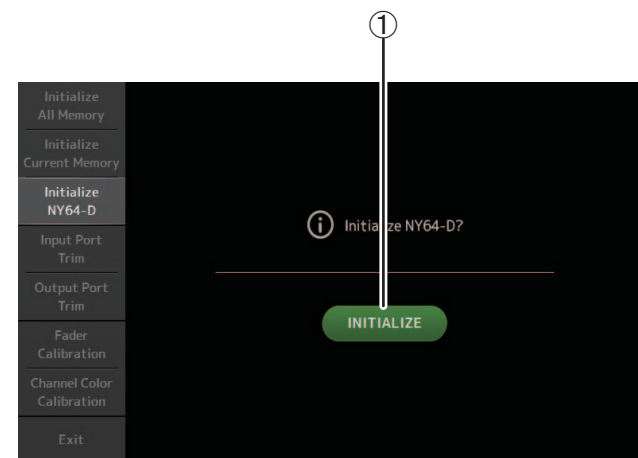 ①
Initialize
All Memory
Initialize
Current Memory
Initialize
NY64-D
Input Port
Trim
Output Port
Trim
Fader
Calibration
Channel Color
Calibration
Exit
Initialize NY64-D?
INITIALIZE